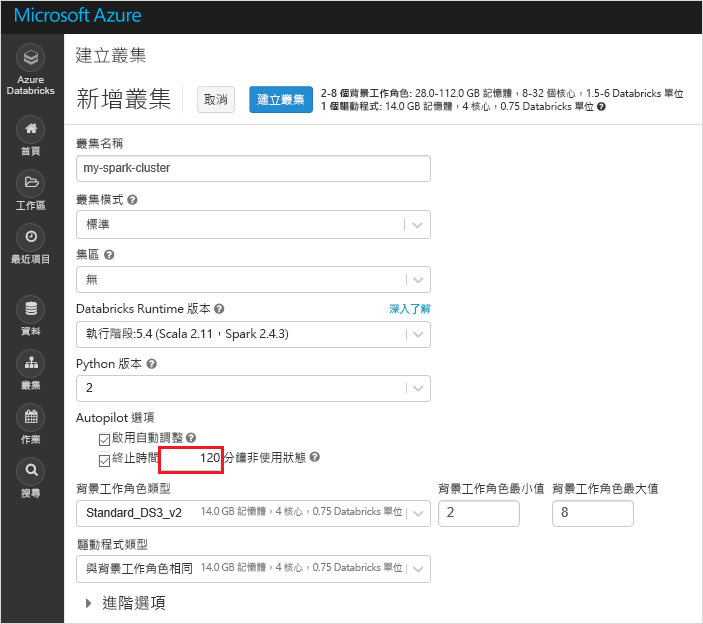 Microsoft Azure
Azure
Databricks
首頁
工作區
最近項目
資料
叢集
作業
搜尋
建立叢集
新增叢集
取消
建立叢集
2-8 個背景工作角色: 28.0-112.0 GB 記憶體，8-32 個核心，1.5-6 Databricks 單位
1 個驅動程式: 14.0 GB 記憶體，4 核心，0.75 Databricks 單位 ?
叢集名稱
my-spark-cluster
叢集模式 ?
標準
集區 ?
無
Databricks Runtime 版本 ? 深入了解
執行階段:5.4 (Scala 2.11，Spark 2.4.3)
Python 版本 ?
2
Autopilot 選項
啟用自動調整 ?
終止時間 120 分鐘非使用狀態 ?
背景工作角色類型 背景工作角色最小值 背景工作角色最大值
Standard_DS3_v2 14.0 GB 記憶體，4 核心，0.75 Databricks 單位 2 8
驅動程式類型
與背景工作角色相同 14.0 GB 記憶體，4 核心，0.75 Databricks 單位
進階選項